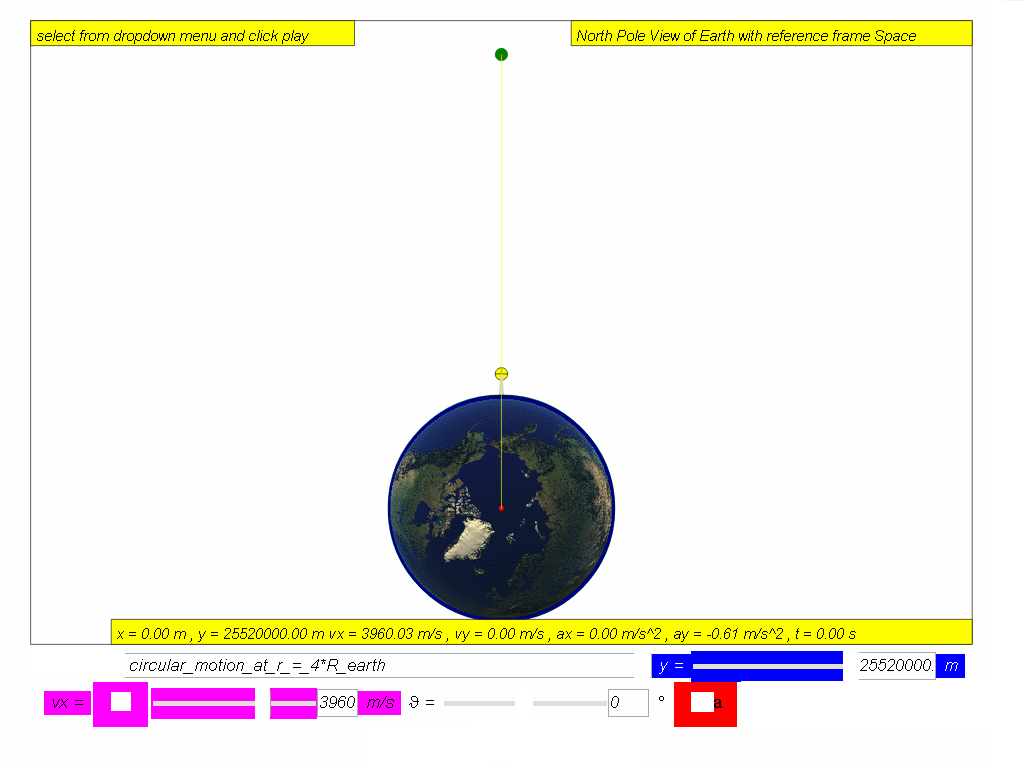 select from dropdown menu and click play
North Pole View of Earth with reference frame Space
x = 0.00 m , y = 25520000.00 m vx = 3960.03 m/s , vy = 0.00 m/s , ax = 0.00 m/s^2 , ay = -0.61 m/s^2 , t = 0.00 s
circular_motion_at_r_=_4*R_earth
y = 25520000. m
vx = 3960 m/s ϑ = 0 ° a